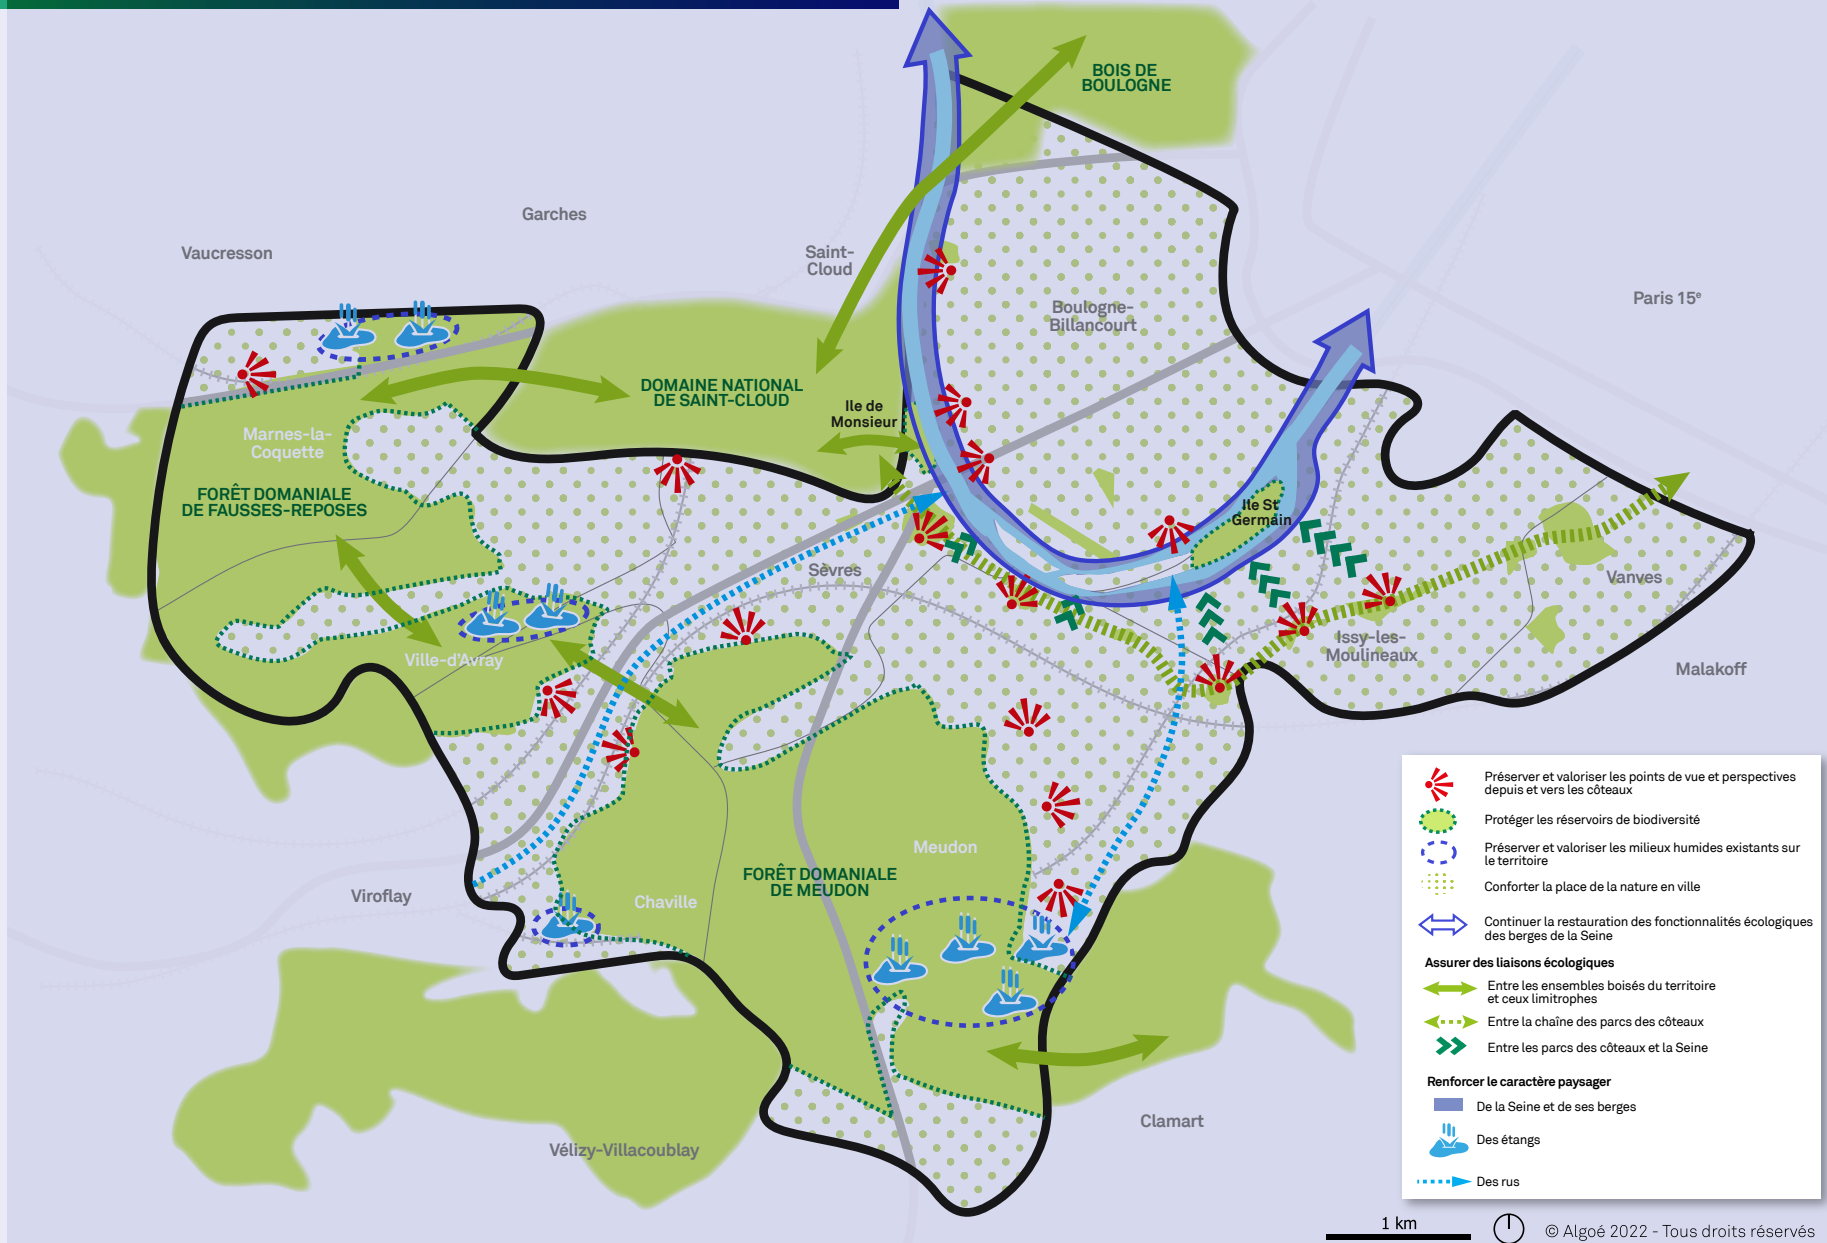 BOIS DE
BOULOGNE
Garches
Vaucresson
Saint-
Cloud
Paris 15e
Boulogne-
Billancourt
DOMAINE NATIONAL
DE SAINT-CLOUD
Ile de
Monsieur
Marnes-la-
Coquette
FORÊT DOMANIALE
DE FAUSSES-REPOSES
Ile St
Germain
Sèvres
Vanves
Issy-les-
Moulineaux
Ville-d'Avray
Malakoff
Meudon
FORÊT DOMANIALE
DE MEUDON
Viroflay
Chaville
Clamart
Vélizy-Villacoublay
Préserver et valoriser les points de vue et perspectives
depuis et vers les côteaux
Protéger les réservoirs de biodiversité
Préserver et valoriser les milieux humides existants sur
le territoire
Conforter la place de la nature en ville
Continuer la restauration des fonctionnalités écologiques
des berges de la Seine
Assurer des liaisons écologiques
Entre les ensembles boisés du territoire
et ceux limitrophes
Entre la chaîne des parcs des côteaux
Entre les parcs des côteaux et la Seine
Renforcer le caractère paysager
De la Seine et de ses berges
Des étangs
Des rus
1 km
© Algoé 2022 - Tous droits réservés